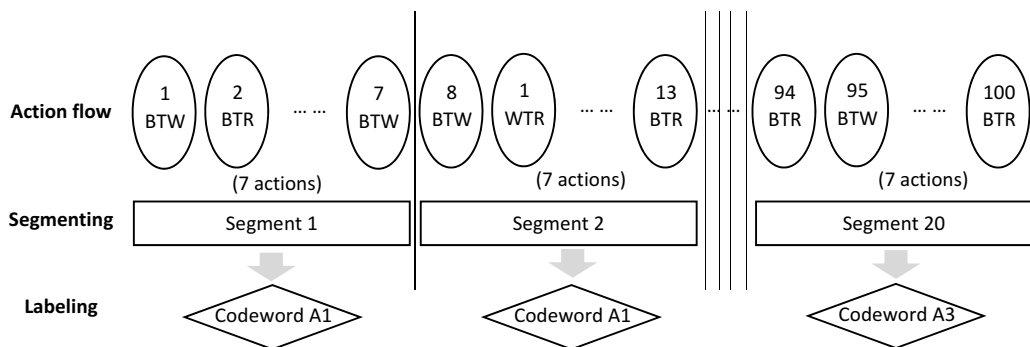 Action flow
1
BTW
2
BTR
... ...
7
BTW
8
BTW
1
WTR
... ...
13
BTR
... ...
94
BTR
95
BTW
... ...
100
BTR
(7 actions)
(7 actions)
(7 actions)
Segmenting
Segment 1
Segment 2
Segment 20
Labeling
Codeword A1
Codeword A1
Codeword A3